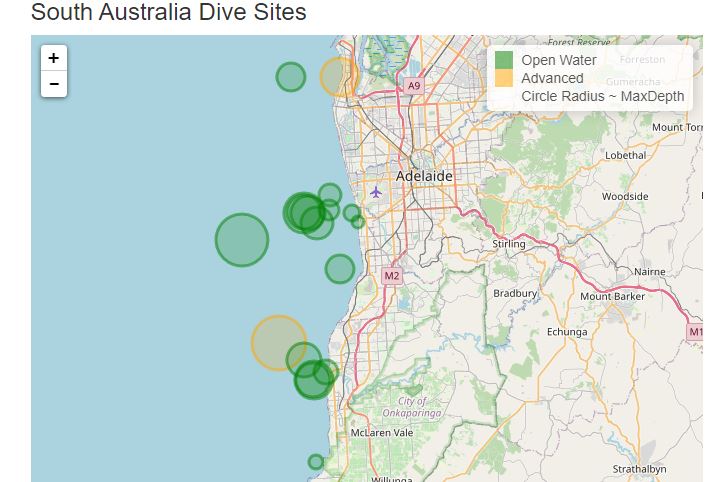 South Australia Dive Sites
+
−
Open Water
Advanced
Circle Radius ~ MaxDepth
Forest Reserve
Forreston
Gumeracha
A9
Mount Torr
Lobethal
Adelaide
Woodside
Stirling
M2
Nairne
Bradbury
Mount Barker
Echunga
M1
City of
Onkaparinga
McLaren Vale
Strathalbyn
Willunga